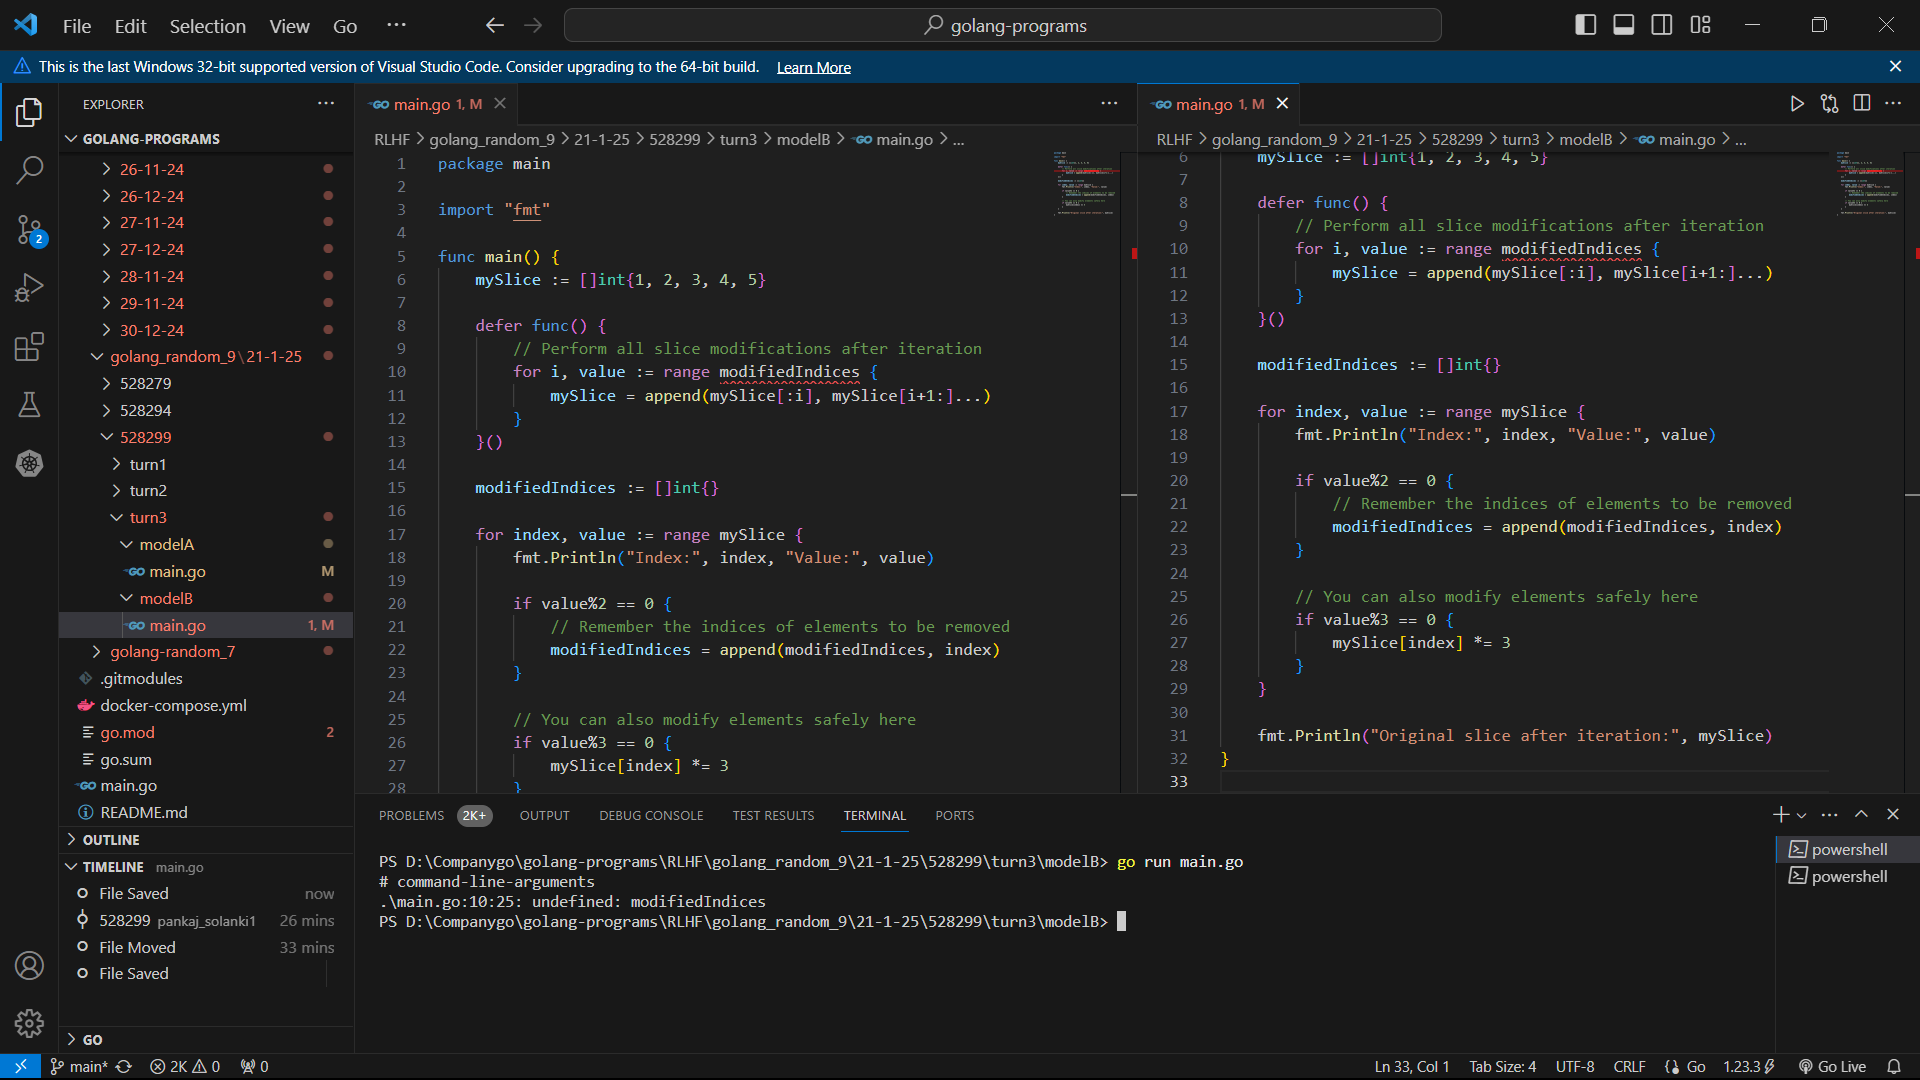 File Edit Selection View Go ···
golang-programs
This is the last Windows 32-bit supported version of Visual Studio Code. Consider upgrading to the 64-bit build. Learn More
EXPLORER
GOLANG-PROGRAMS
26-11-24
26-12-24
27-11-24
27-12-24
28-11-24
29-11-24
30-12-24
golang_random_9\21-1-25
528279
528294
528299
turn1
turn2
turn3
modelA
main.go M
modelB
main.go 1, M
golang-random_7
.gitmodules
docker-compose.yml
go.mod 2
go.sum
main.go
README.md
OUTLINE
TIMELINE main.go
File Saved now
528299 pankaj_solanki1 26 mins
File Moved 33 mins
File Saved
GO
2
GO main.go 1, M
RLHF > golang_random_9 > 21-1-25 > 528299 > turn3 > modelB > GO main.go > ...
1 package main
2
3 import "fmt"
4
5 func main() {
6 mySlice := []int{1, 2, 3, 4, 5}
7
8 defer func() {
9 // Perform all slice modifications after iteration
10 for i, value := range modifiedIndices {
11 mySlice = append(mySlice[:i], mySlice[i+1:]...)
12 }
13 }()
14
15 modifiedIndices := []int{}
16
17 for index, value := range mySlice {
18 fmt.Println("Index:", index, "Value:", value)
19
20 if value%2 == 0 {
21 // Remember the indices of elements to be removed
22 modifiedIndices = append(modifiedIndices, index)
23 }
24
25 // You can also modify elements safely here
26 if value%3 == 0 {
27 mySlice[index] *= 3
28 }
GO main.go 1, M
RLHF > golang_random_9 > 21-1-25 > 528299 > turn3 > modelB > GO main.go > ...
6 mySlice := []int{1, 2, 3, 4, 5}
7
8 defer func() {
9 // Perform all slice modifications after iteration
10 for i, value := range modifiedIndices {
11 mySlice = append(mySlice[:i], mySlice[i+1:]...)
12 }
13 }()
14
15 modifiedIndices := []int{}
16
17 for index, value := range mySlice {
18 fmt.Println("Index:", index, "Value:", value)
19
20 if value%2 == 0 {
21 // Remember the indices of elements to be removed
22 modifiedIndices = append(modifiedIndices, index)
23 }
24
25 // You can also modify elements safely here
26 if value%3 == 0 {
27 mySlice[index] *= 3
28 }
29 }
30
31 fmt.Println("Original slice after iteration:", mySlice)
32 }
33
PROBLEMS 2K+ OUTPUT DEBUG CONSOLE TEST RESULTS TERMINAL PORTS
PS D:\Companygo\golang-programs\RLHF\golang_random_9\21-1-25\528299\turn3\modelB> go run main.go
# command-line-arguments
.\main.go:10:25: undefined: modifiedIndices
PS D:\Companygo\golang-programs\RLHF\golang_random_9\21-1-25\528299\turn3\modelB>
powershell
powershell
main* 2K 0 0 Ln 33, Col 1 Tab Size: 4 UTF-8 CRLF Go 1.23.3 Go Live